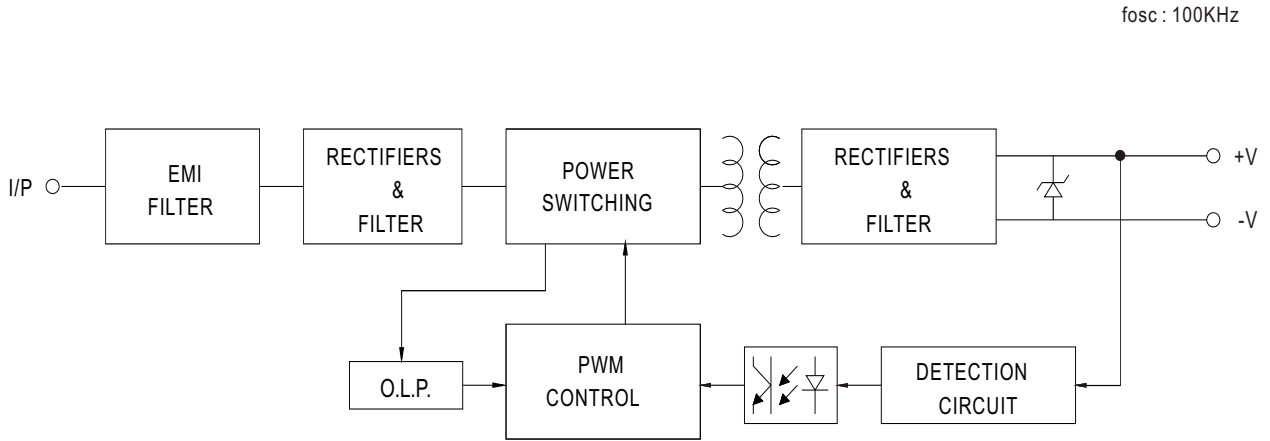 fosc : 100KHz
I/P
EMI
FILTER
RECTIFIERS
&
FILTER
POWER
SWITCHING
RECTIFIERS
&
FILTER
+V
-V
O.L.P.
PWM
CONTROL
DETECTION
CIRCUIT